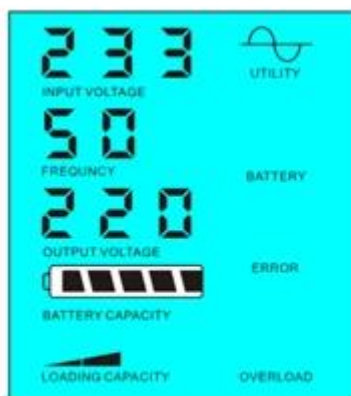 233
INPUT VOLTAGE
UTILITY
50
FREQUNCY
BATTERY
220
OUTPUT VOLTAGE
ERROR
BATTERY CAPACITY
LOADING CAPACITY
OVERLOAD